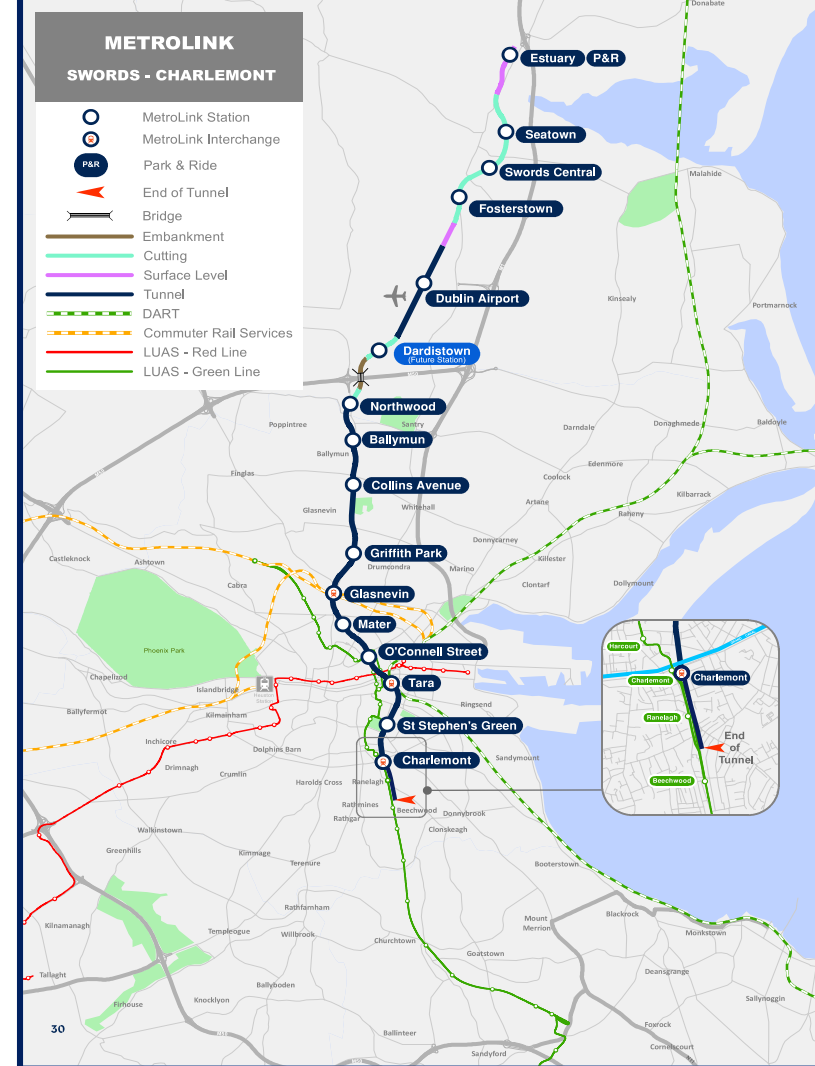 METROLINK
SWORDS - CHARLEMONT
MetroLink Station
MetroLink Interchange
P&R
Park & Ride
End of Tunnel
Bridge
Embankment
Cutting
Surface Level
Tunnel
DART
Commuter Rail Services
LUAS - Red Line
LUAS - Green Line
Donabate
Estuary
P&R
Seatown
Swords Central
Malahide
Fosterstown
Dublin Airport
Kinsealy
Portmarnock
Dardistown
(Future Station)
M50
Northwood
Poppintree
Santry
Darndale
Donaghmede
Baldoyle
Ballymun
Ballymun
Finglas
Edenmore
Coolock
Collins Avenue
Kilbarrack
Glasnevin
Whitehall
Artane
Raheny
Donnycarney
Castleknock
Ashtown
Griffith Park
Drumcondra
Marino
Killester
Clontarf
Dollymount
Cabra
Glasnevin
Mater
Phoenix Park
O'Connell Street
Chapelizod
Islandbridge
Heuston
Station
Tara
Ringsend
Ballyfermot
Kilmainham
St Stephen's Green
Inchicore
Dolphins Barn
Charlemont
Sandymount
Drimnagh
Crumlin
Harolds Cross
Ranelagh
Rathmines
Beechwood
Rathgar
Donnybrook
Clonskeagh
Harcourt
Charlemont
Charlemont
Ranelagh
End
of
Tunnel
Beechwood
Walkinstown
Greenhills
Kimmage
Terenure
Booterstown
Rathfarnham
Mount
Merrion
Blackrock
Kilnamanagh
Templeogue
Willbrook
Churchtown
Monkstown
Goatstown
Tallaght
Deansgrange
Ballyboden
Firhouse
Knocklyon
Sallynoggin
30
Ballinteer
Foxrock
Sandyford
Cornelscourt